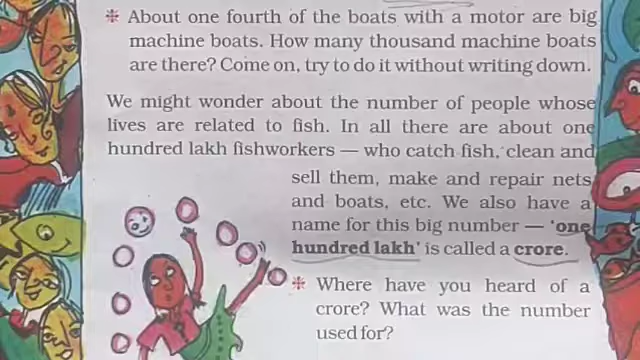 ❉ About one fourth of the boats with a motor are big
machine boats. How many thousand machine boats
are there? Come on, try to do it without writing down.
We might wonder about the number of people whose
lives are related to fish. In all there are about one
hundred lakh fishworkers — who catch fish, clean and
sell them, make and repair nets
and boats, etc. We also have a
name for this big number — ‘one
hundred lakh’ is called a crore.
❉ Where have you heard of a
crore? What was the number
used for?